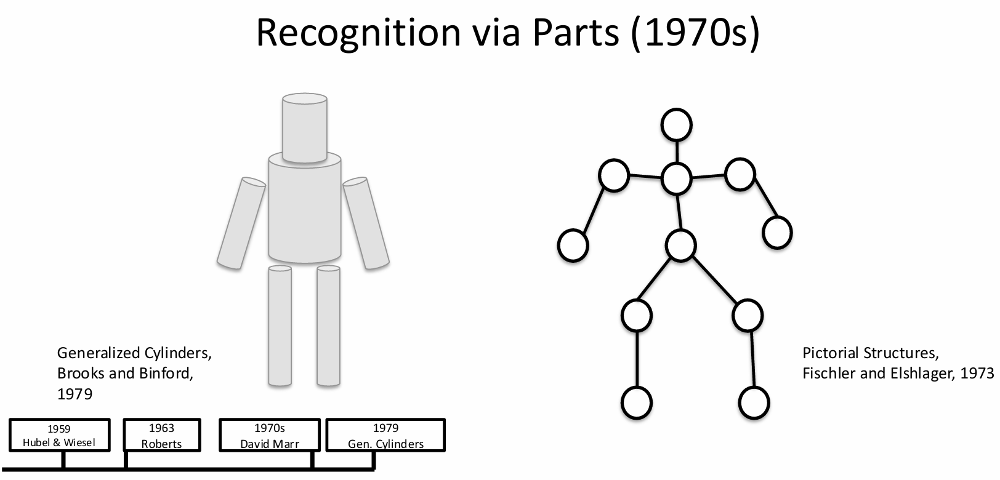 Recognition via Parts (1970s)
Generalized Cylinders,
Brooks and Binford,
1979
Pictorial Structures,
Fischler and Elshlager, 1973
1959
Hubel & Wiesel
1963
Roberts
1970s
David Marr
1979
Gen. Cylinders